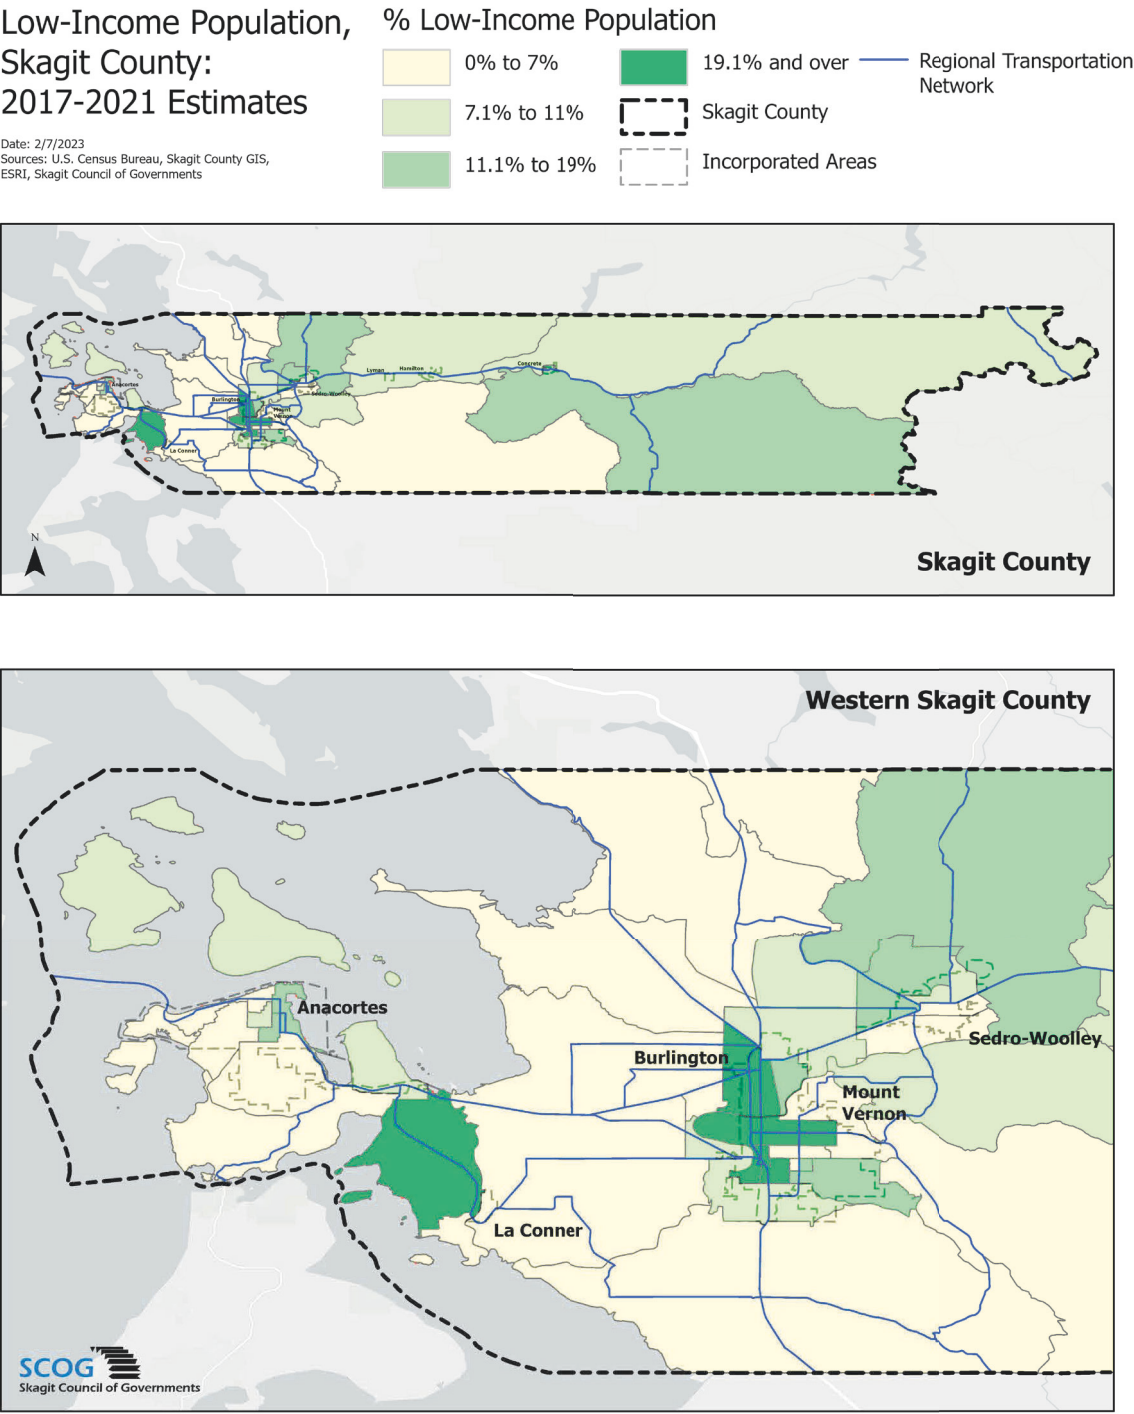 Low-Income Population,
Skagit County:
2017-2021 Estimates
Date: 2/7/2023
Sources: U.S. Census Bureau, Skagit County GIS,
ESRI, Skagit Council of Governments
% Low-Income Population
0% to 7%
7.1% to 11%
11.1% to 19%
19.1% and over
Skagit County
Incorporated Areas
Regional Transportation
Network
Anacortes
Burlington
Mount
Vernon
La Conner
Sedro-Woolley
Lyman
Hamilton
Concrete
N
Skagit County
Western Skagit County
Anacortes
Burlington
Sedro-Woolley
Mount
Vernon
La Conner
SCOG
Skagit Council of Governments